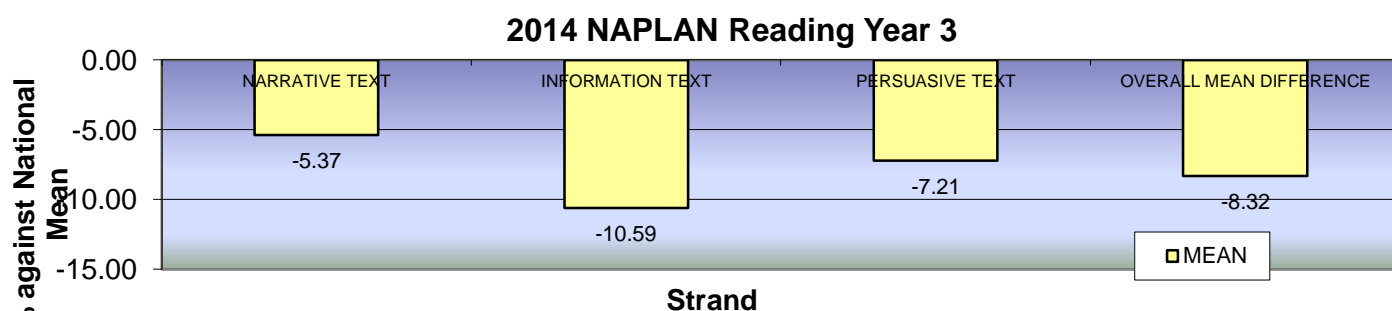 2014 NAPLAN Reading Year 3
0.00
-5.00
-10.00
-15.00
against National
Mean
NARRATIVE TEXT
INFORMATION TEXT
PERSUASIVE TEXT
OVERALL MEAN DIFFERENCE
-5.37
-10.59
-7.21
-8.32
MEAN
Strand